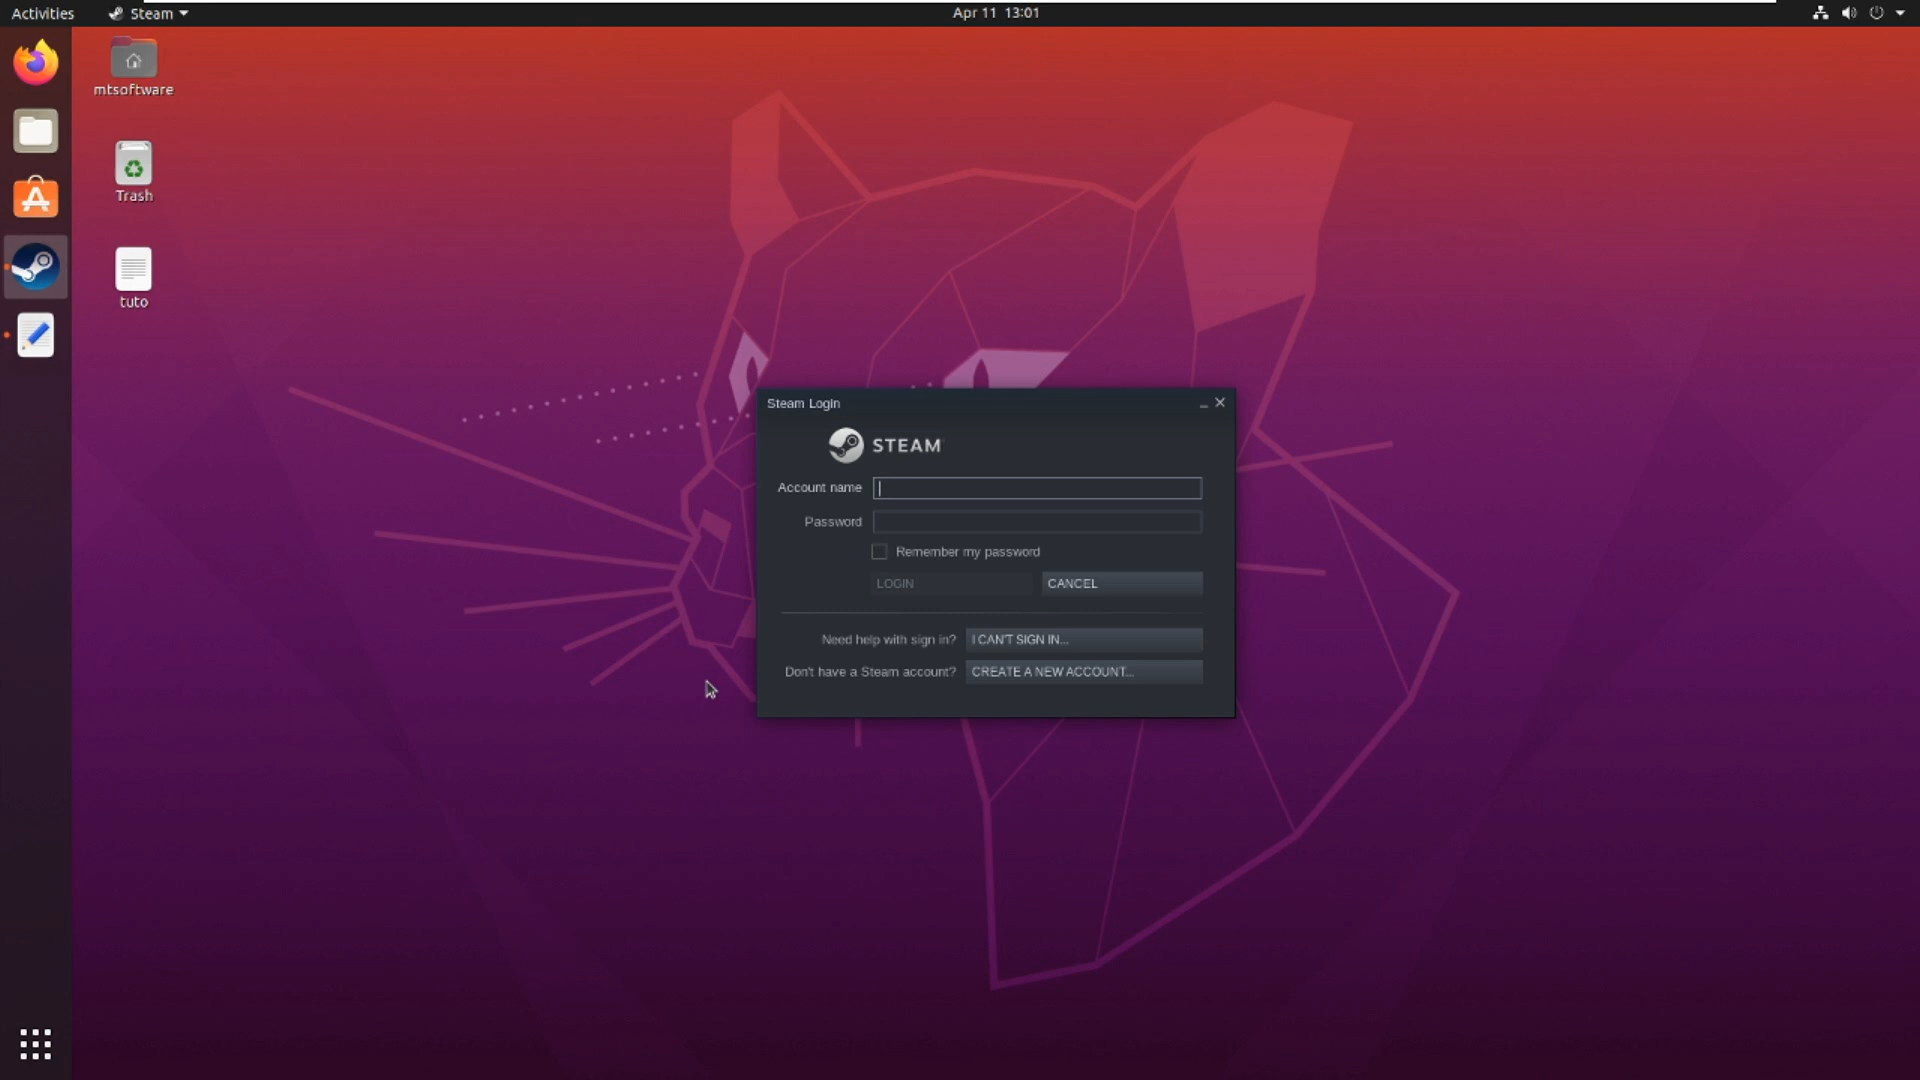 Activities
Steam
Apr 11 13:01
mtsoftware
Trash
tuto
Steam Login
STEAM
Account name
Password
Remember my password
LOGIN
CANCEL
Need help with sign in?
I CAN'T SIGN IN...
Don't have a Steam account?
CREATE A NEW ACCOUNT...